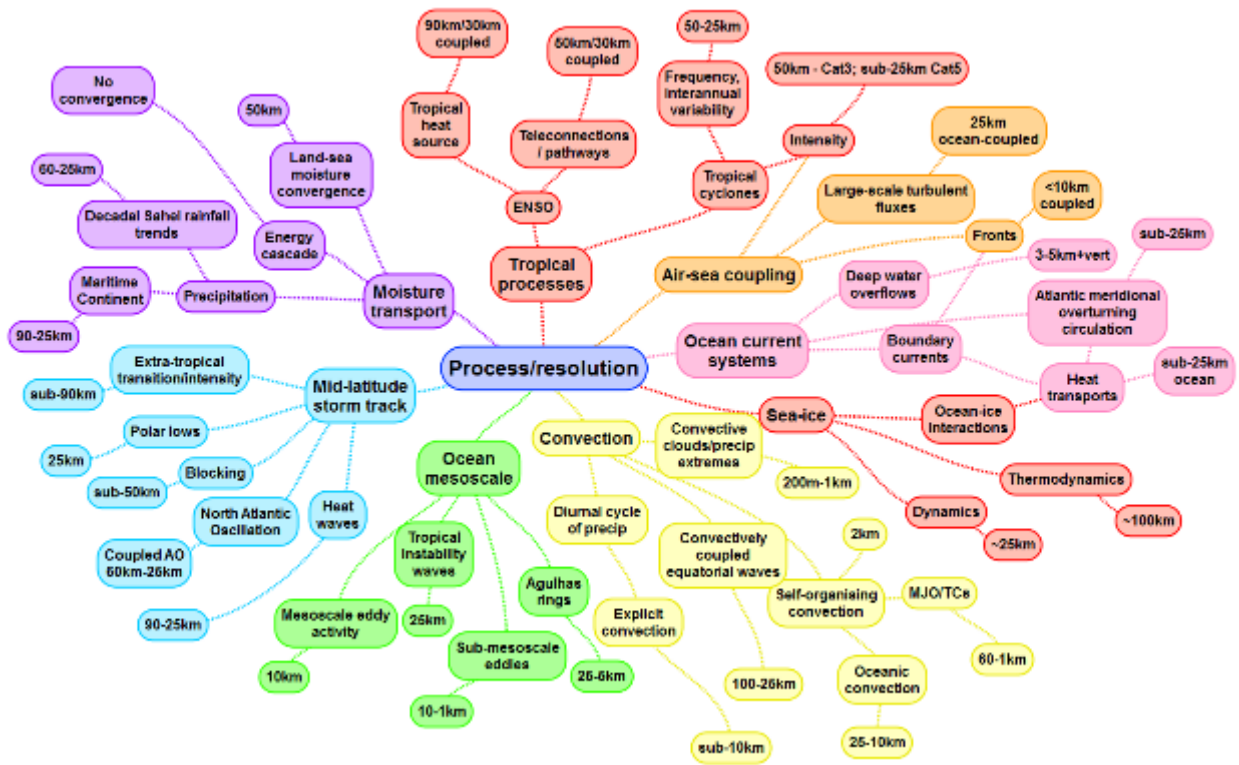 90km/30km
coupled
50km/30km
coupled
50-25km
50km - Cat3; sub-25km Cat5
No
convergence
50km
Tropical
heat
source
Teleconnections
/ pathways
Frequency,
interannual
variability
Intensity
25km
ocean-coupled
60-25km
Land-sea
moisture
convergence
Tropical
cyclones
Large-scale turbulent
fluxes
<10km
coupled
Decadal Sahel rainfall
trends
Energy
cascade
ENSO
Fronts
sub-25km
Maritime
Continent
Precipitation
Moisture
transport
Tropical
processes
Air-sea coupling
Deep water
overflows
3-5km+vert
90-25km
Atlantic meridional
overturning
circulation
Ocean current
systems
Boundary
currents
Process/resolution
Extra-tropical
transition/intensity
sub-90km
Mid-latitude
storm track
Heat
transports
sub-25km
ocean
Sea-ice
Ocean-ice
interactions
Polar lows
25km
Blocking
sub-50km
Ocean
mesoscale
Convection
Convective
clouds/precip
extremes
200m-1km
Thermodynamics
~100km
Dynamics
~25km
North Atlantic
Oscillation
Heat
waves
Coupled AO
60km-25km
90-25km
Tropical
instability
waves
25km
Diurnal cycle
of precip
Convectively
coupled
equatorial waves
2km
Agulhas
rings
Self-organising
convection
MJO/TCs
Mesoscale eddy
activity
10km
Sub-mesoscale
eddies
10-1km
25-5km
Explicit
convection
60-1km
100-25km
Oceanic
convection
sub-10km
25-10km